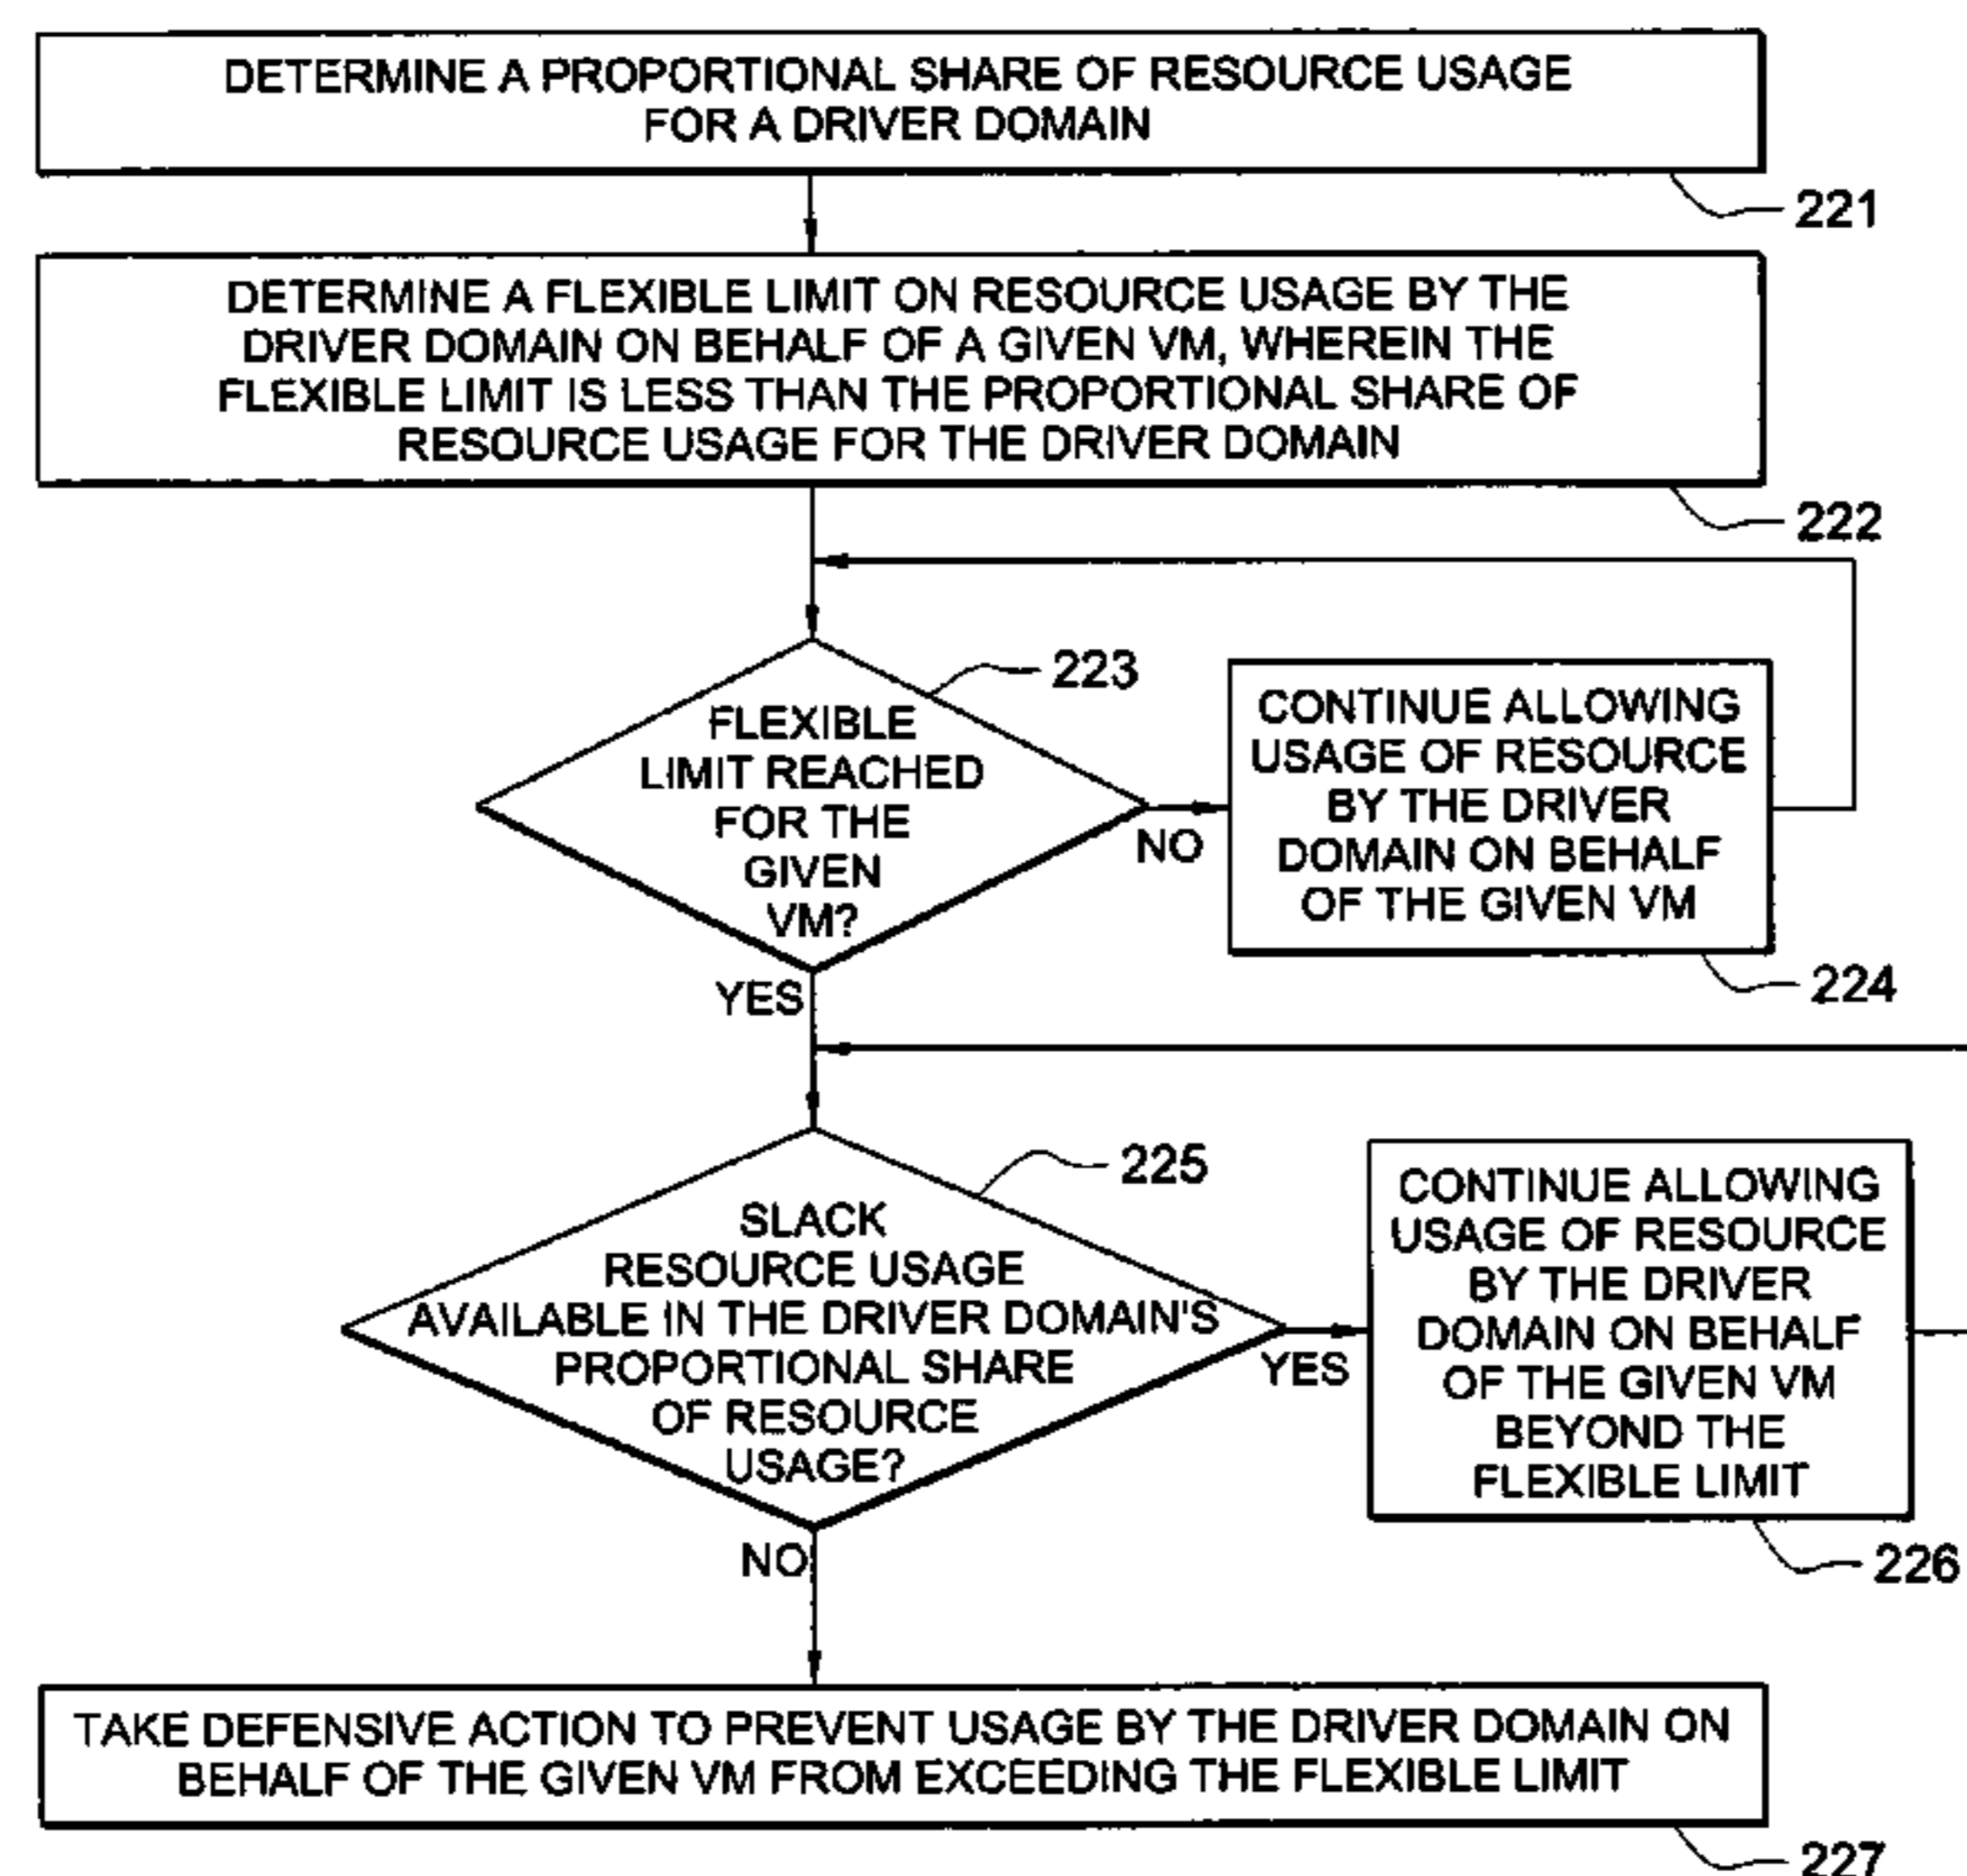 DETERMINE A PROPORTIONAL SHARE OF RESOURCE USAGE
FOR A DRIVER DOMAIN
221
DETERMINE A FLEXIBLE LIMIT ON RESOURCE USAGE BY THE
DRIVER DOMAIN ON BEHALF OF A GIVEN VM, WHEREIN THE
FLEXIBLE LIMIT IS LESS THAN THE PROPORTIONAL SHARE OF
RESOURCE USAGE FOR THE DRIVER DOMAIN
222
223
FLEXIBLE
LIMIT REACHED
FOR THE
GIVEN
VM?
NO
YES
CONTINUE ALLOWING
USAGE OF RESOURCE
BY THE DRIVER
DOMAIN ON BEHALF
OF THE GIVEN VM
224
225
SLACK
RESOURCE USAGE
AVAILABLE IN THE DRIVER DOMAIN'S
PROPORTIONAL SHARE
OF RESOURCE
USAGE?
YES
NO
CONTINUE ALLOWING
USAGE OF RESOURCE
BY THE DRIVER
DOMAIN ON BEHALF
OF THE GIVEN VM
BEYOND THE
FLEXIBLE LIMIT
226
TAKE DEFENSIVE ACTION TO PREVENT USAGE BY THE DRIVER DOMAIN ON
BEHALF OF THE GIVEN VM FROM EXCEEDING THE FLEXIBLE LIMIT
227